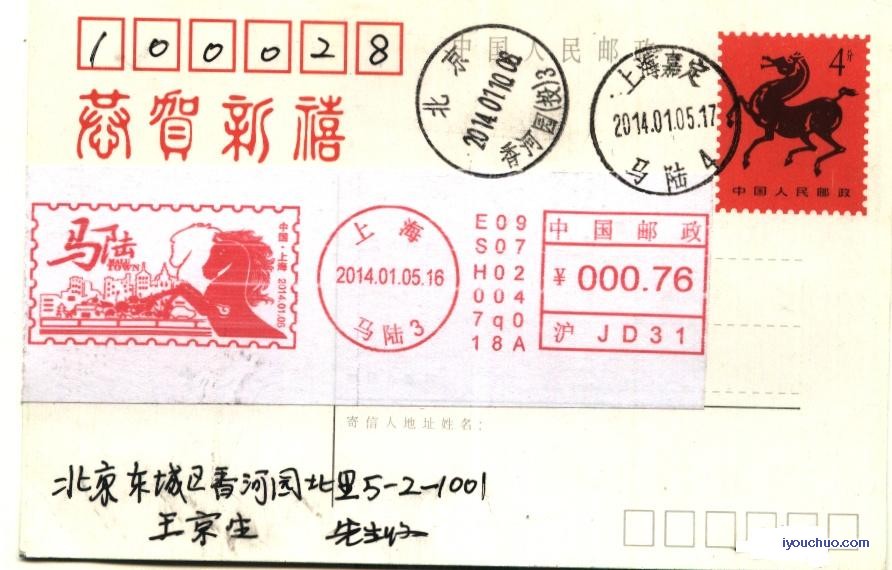 100028
中国人民邮政
恭贺新禧
北京
2014.01.10.08
香河园(投)3
上海嘉定
2014.01.05.17
马陆4
4分
中国人民邮政
马陆
MALU
TOWN
中国·上海 2014.01.05
上海
2014.01.05.16
马陆3
E09
S07
H02
004
7q0
18A
中国邮政
¥ 000.76
沪 JD31
寄信人地址姓名:
北京东城区香河园北里5-2-1001
王京生 先生收
iyouchuo.com